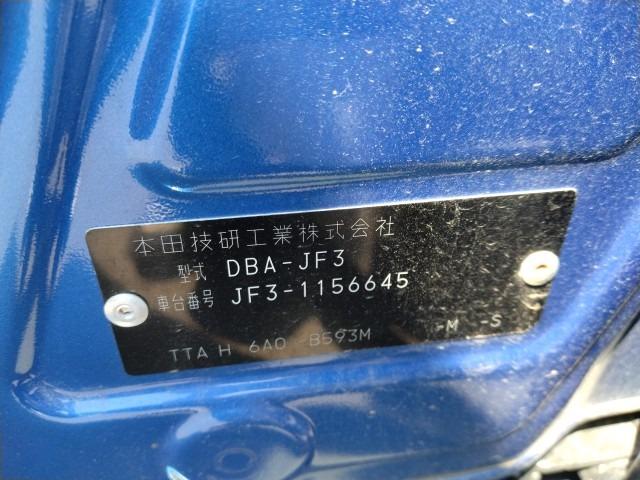 本田技研工業株式会社
型式 DBA-JF3
車台番号 JF3-1156645
TTA H 6AO -B593M -M -S